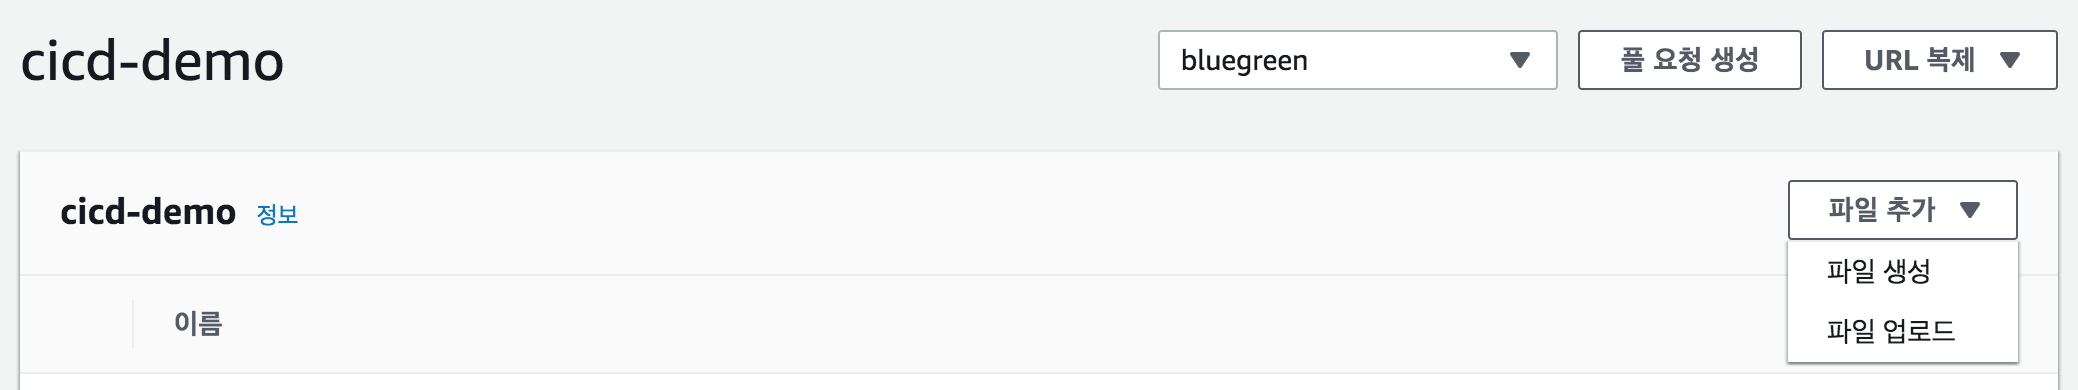 cicd-demo
bluegreen
풀 요청 생성
URL 복제
cicd-demo 정보
파일 추가
파일 생성
이름
파일 업로드